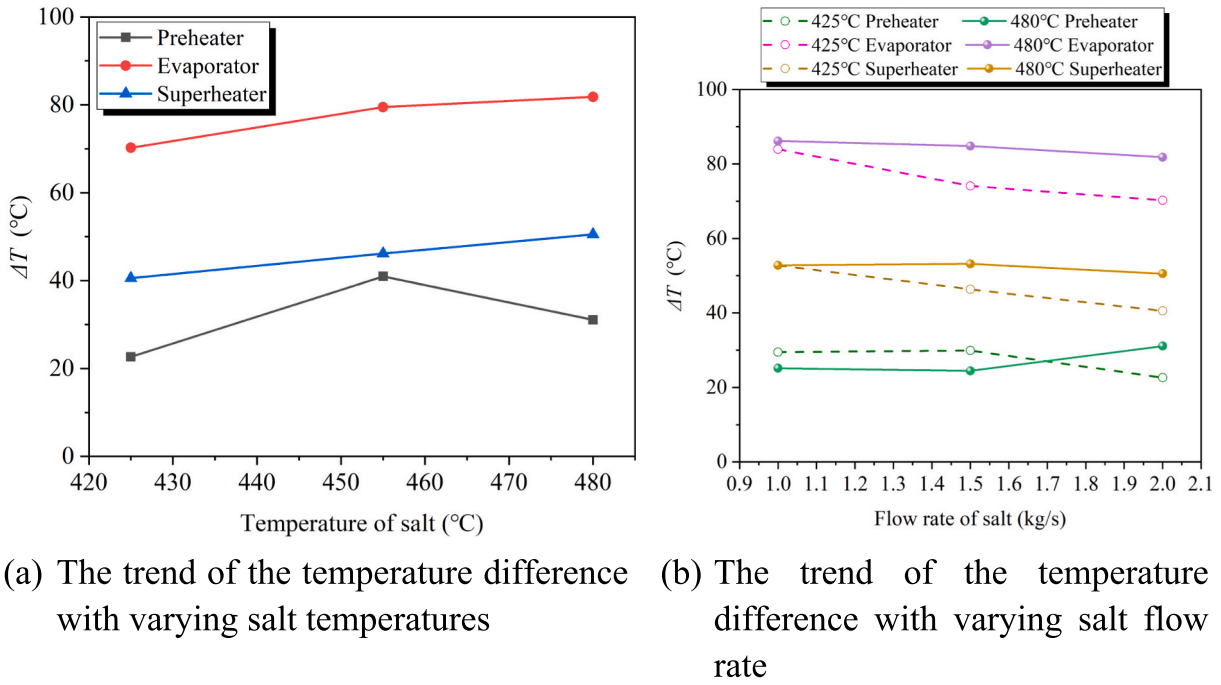 100
80
60
40
20
0
ΔT (℃)
Preheater
Evaporator
Superheater
420 430 440 450 460 470 480
Temperature of salt (℃)
425℃ Preheater 480℃ Preheater
425℃ Evaporator 480℃ Evaporator
425℃ Superheater 480℃ Superheater
100
80
60
40
20
0
ΔT (℃)
0.9 1.0 1.1 1.2 1.3 1.4 1.5 1.6 1.7 1.8 1.9 2.0 2.1
Flow rate of salt (kg/s)
(a) The trend of the temperature difference
with varying salt temperatures
(b) The trend of the temperature
difference with varying salt flow
rate